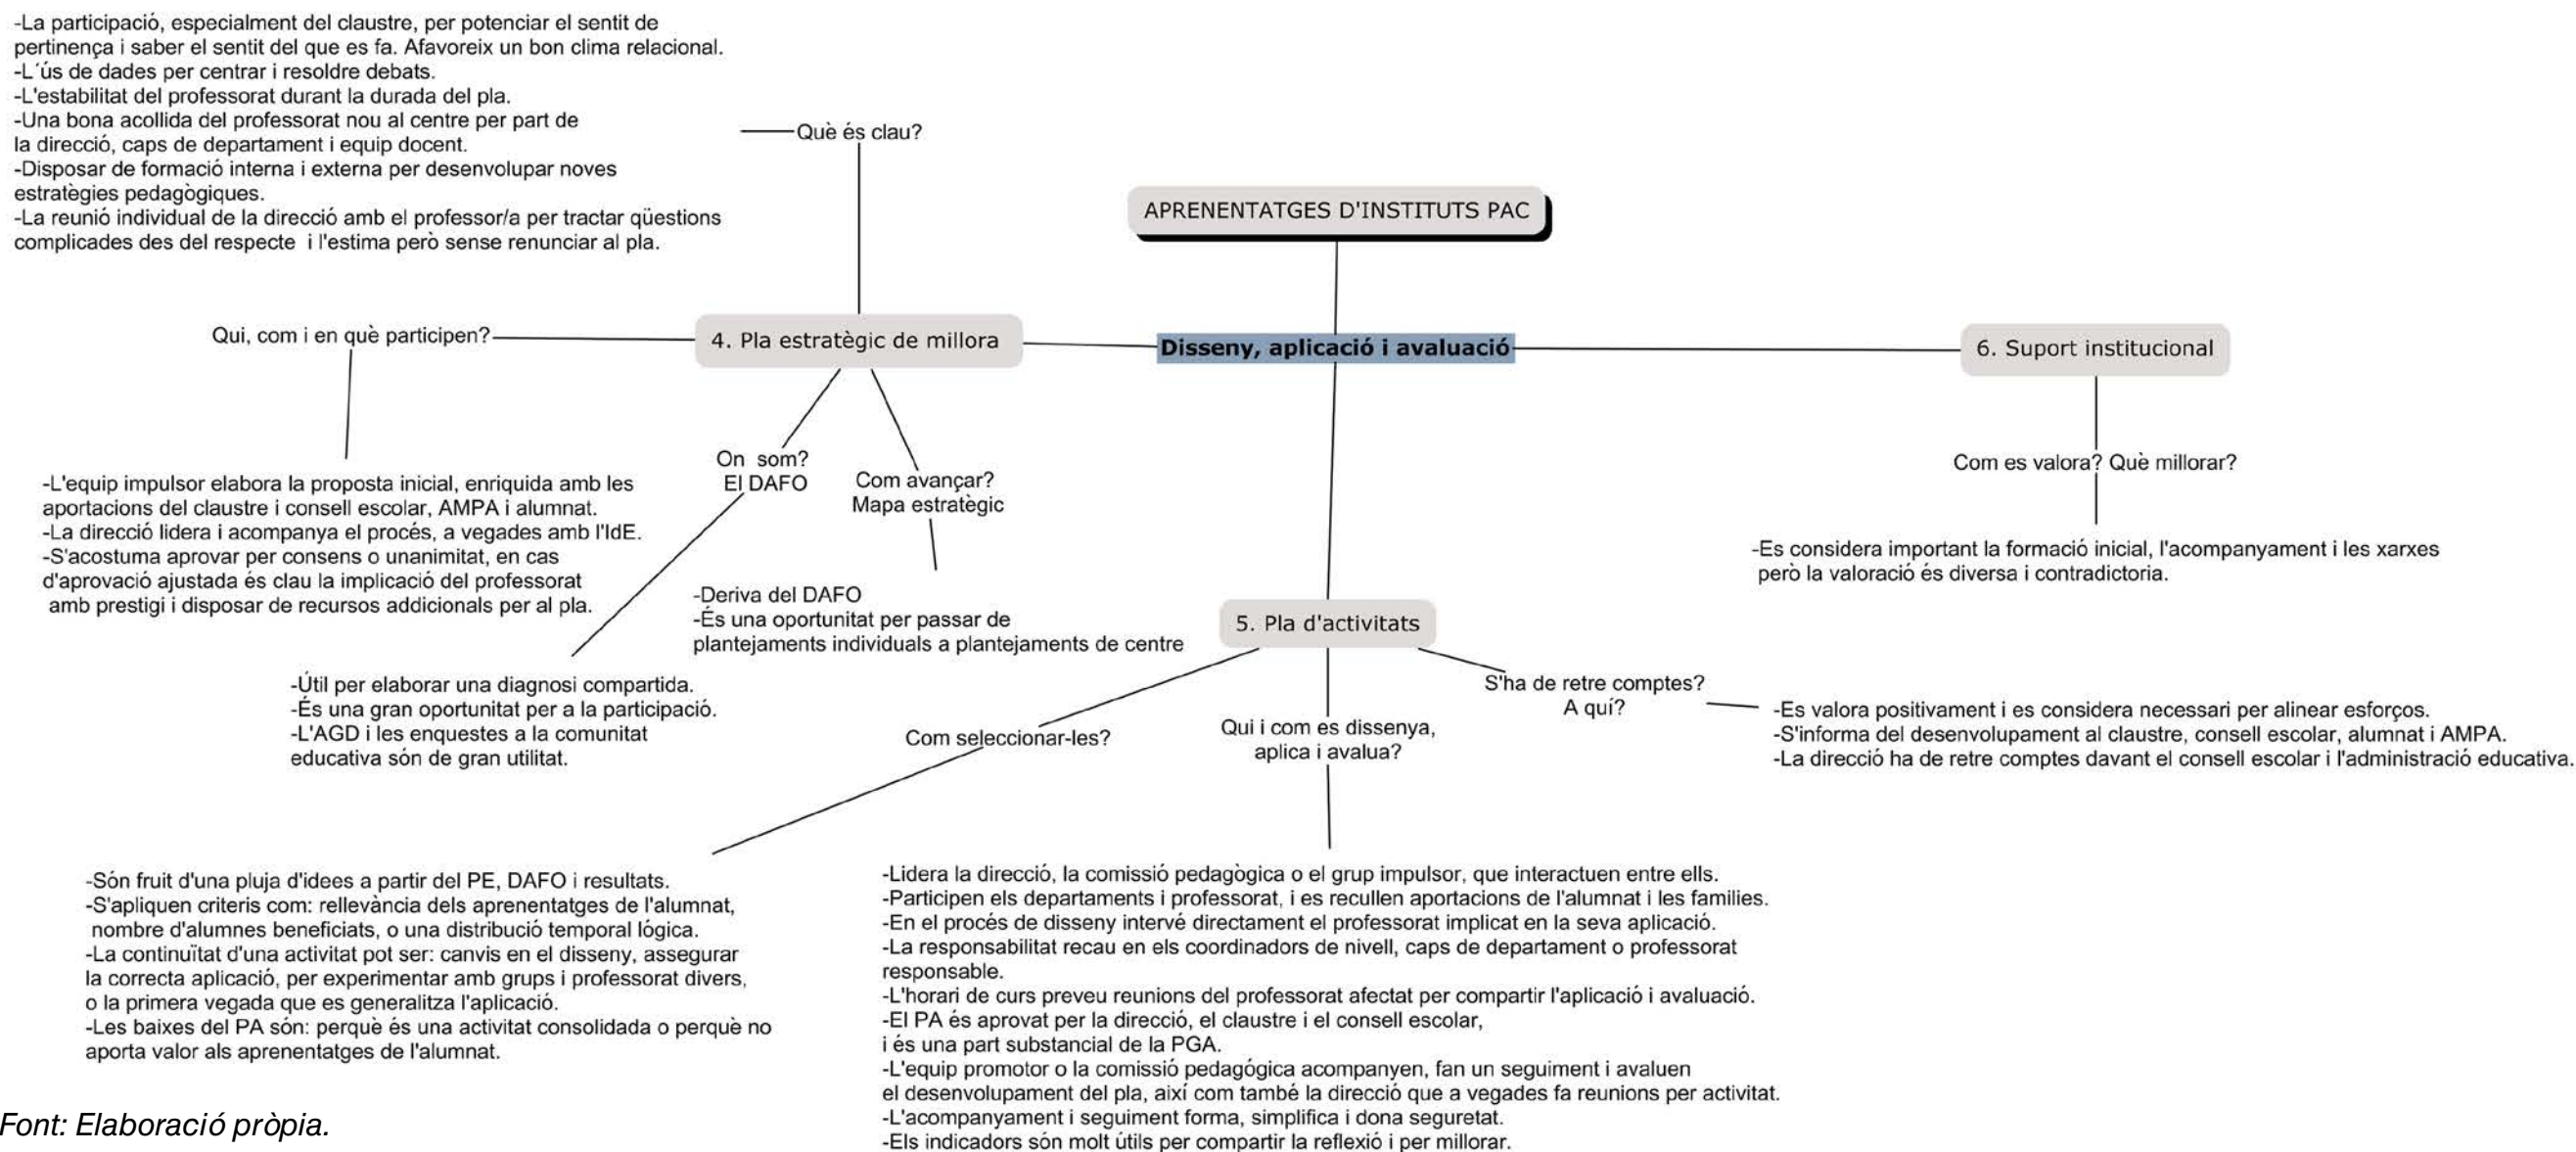 -La participació, especialment del claustre, per potenciar el sentit de
pertinença i saber el sentit del que es fa. Afavoreix un bon clima relacional.
-L´ús de dades per centrar i resoldre debats.
-L'estabilitat del professorat durant la durada del pla.
-Una bona acollida del professorat nou al centre per part de
la direcció, caps de departament i equip docent.
-Disposar de formació interna i externa per desenvolupar noves
estratègies pedagògiques.
-La reunió individual de la direcció amb el professor/a per tractar qüestions
complicades des del respecte  i l'estima però sense renunciar al pla.
Què és clau?
APRENENTATGES D'INSTITUTS PAC
Qui, com i en què participen?
4. Pla estratègic de millora
Disseny, aplicació i avaluació
6. Suport institucional
On  som?
El DAFO
Com avançar?
Mapa estratègic
Com es valora? Què millorar?
-L'equip impulsor elabora la proposta inicial, enriquida amb les
aportacions del claustre i consell escolar, AMPA i alumnat.
-La direcció lidera i acompanya el procés, a vegades amb l'IdE.
-S'acostuma aprovar per consens o unanimitat, en cas
d'aprovació ajustada és clau la implicació del professorat
amb prestigi i disposar de recursos addicionals per al pla.
-Deriva del DAFO
-És una oportunitat per passar de
plantejaments individuals a plantejaments de centre
-Es considera important la formació inicial, l'acompanyament i les xarxes
però la valoració és diversa i contradictoria.
5. Pla d'activitats
-Útil per elaborar una diagnosi compartida.
-És una gran oportunitat per a la participació.
-L'AGD i les enquestes a la comunitat
educativa són de gran utilitat.
Com seleccionar-les?
Qui i com es dissenya,
aplica i avalua?
S'ha de retre comptes?
A quí?
-Es valora positivament i es considera necessari per alinear esforços.
-S'informa del desenvolupament al claustre, consell escolar, alumnat i AMPA.
-La direcció ha de retre comptes davant el consell escolar i l'administració educativa.
-Són fruit d'una pluja d'idees a partir del PE, DAFO i resultats.
-S'apliquen criteris com: rellevància dels aprenentatges de l'alumnat,
nombre d'alumnes beneficiats, o una distribució temporal lógica.
-La continuïtat d'una activitat pot ser: canvis en el disseny, assegurar
la correcta aplicació, per experimentar amb grups i professorat divers,
o la primera vegada que es generalitza l'aplicació.
-Les baixes del PA són: perquè és una activitat consolidada o perquè no
aporta valor als aprenentatges de l'alumnat.
-Lidera la direcció, la comissió pedagògica o el grup impulsor, que interactuen entre ells.
-Participen els departaments i professorat, i es recullen aportacions de l'alumnat i les families.
-En el procés de disseny intervé directament el professorat implicat en la seva aplicació.
-La responsabilitat recau en els coordinadors de nivell, caps de departament o professorat
responsable.
-L'horari de curs preveu reunions del professorat afectat per compartir l'aplicació i avaluació.
-El PA és aprovat per la direcció, el claustre i el consell escolar,
i és una part substancial de la PGA.
-L'equip promotor o la comissió pedagógica acompanyen, fan un seguiment i avaluen
el desenvolupament del pla, així com també la direcció que a vegades fa reunions per activitat.
-L'acompanyament i seguiment forma, simplifica i dona seguretat.
-Els indicadors són molt útils per compartir la reflexió i per millorar.
Font: Elaboració pròpia.